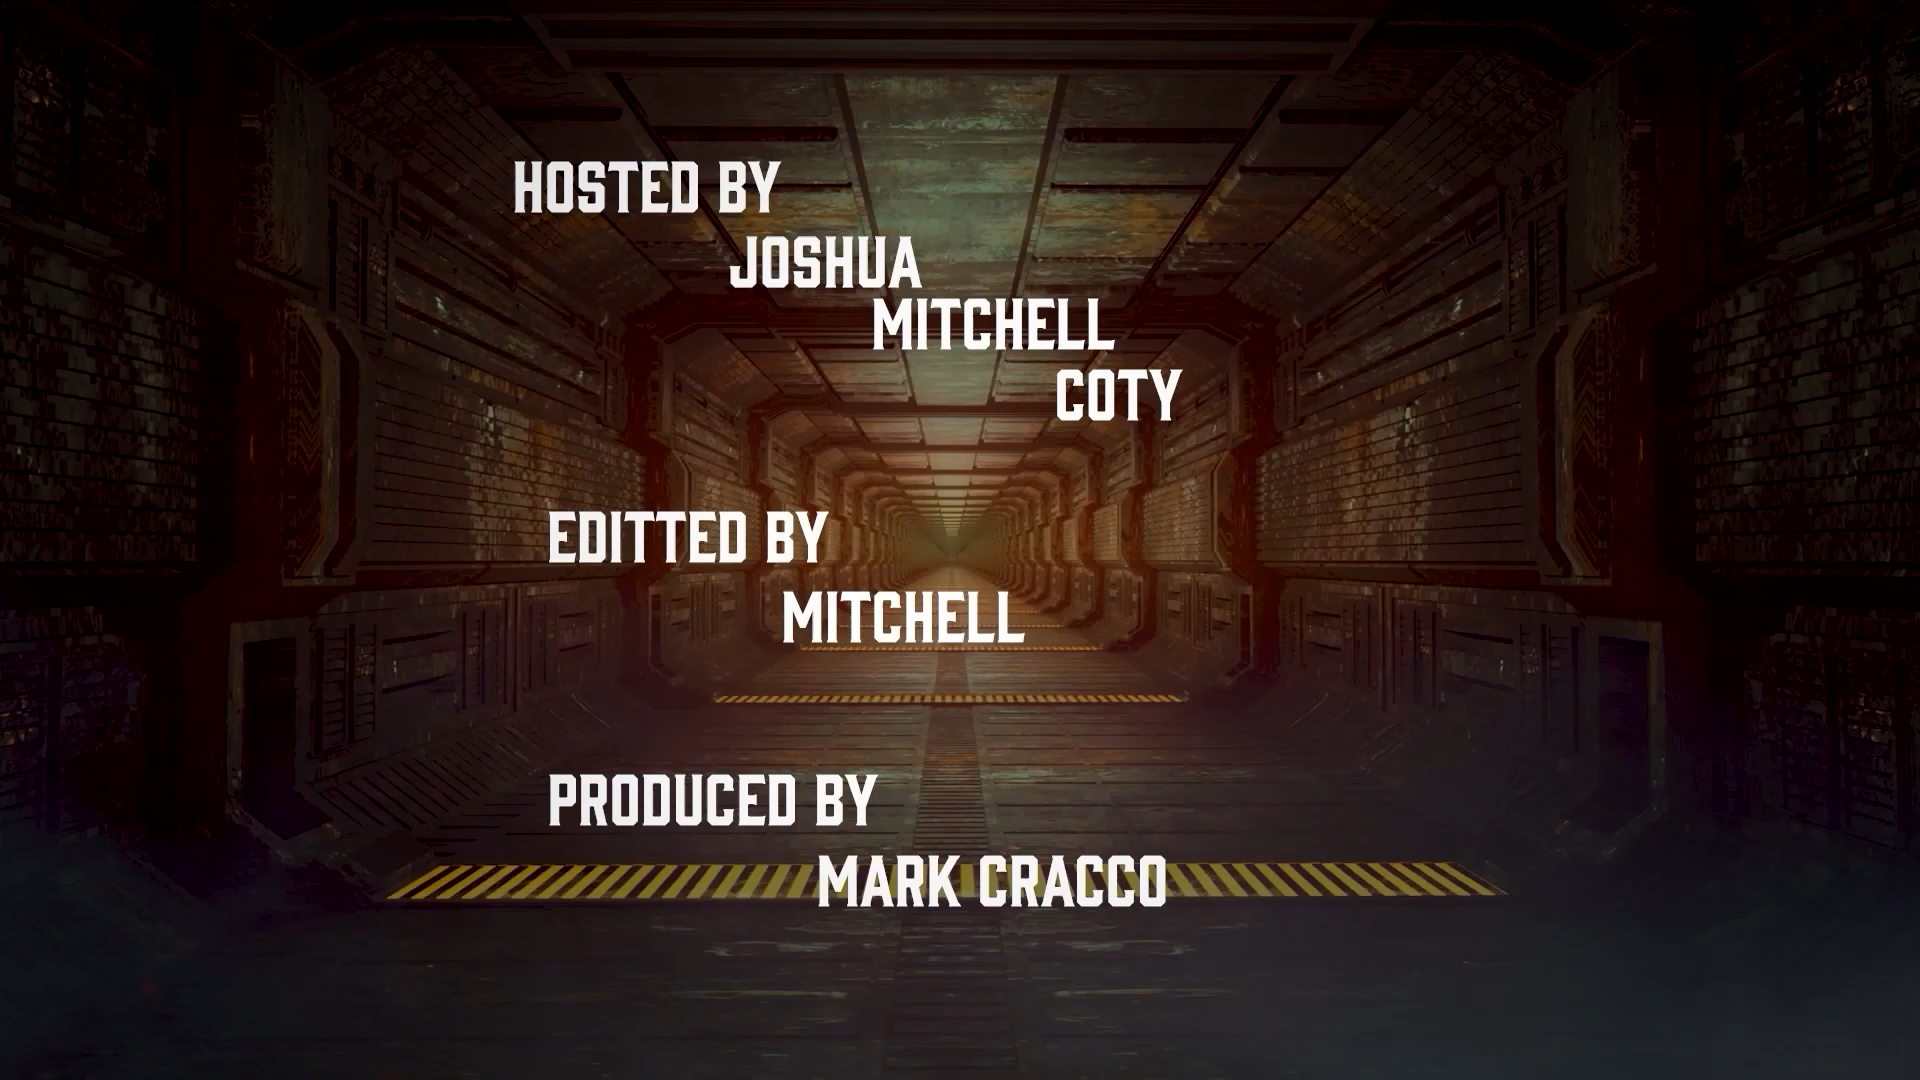 HOSTED BY
JOSHUA
MITCHELL
COTY
EDITTED BY
MITCHELL
PRODUCED BY
MARK CRACCO